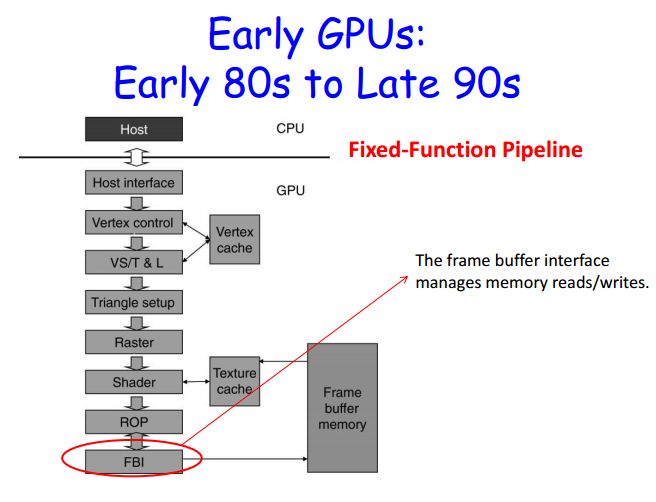 Early GPUs:
Early 80s to Late 90s
Host
CPU
Fixed-Function Pipeline
Host interface
GPU
Vertex control
Vertex
cache
VS/T & L
The frame buffer interface
manages memory reads/writes.
Triangle setup
Raster
Shader
Texture
cache
Frame
buffer
memory
ROP
FBI